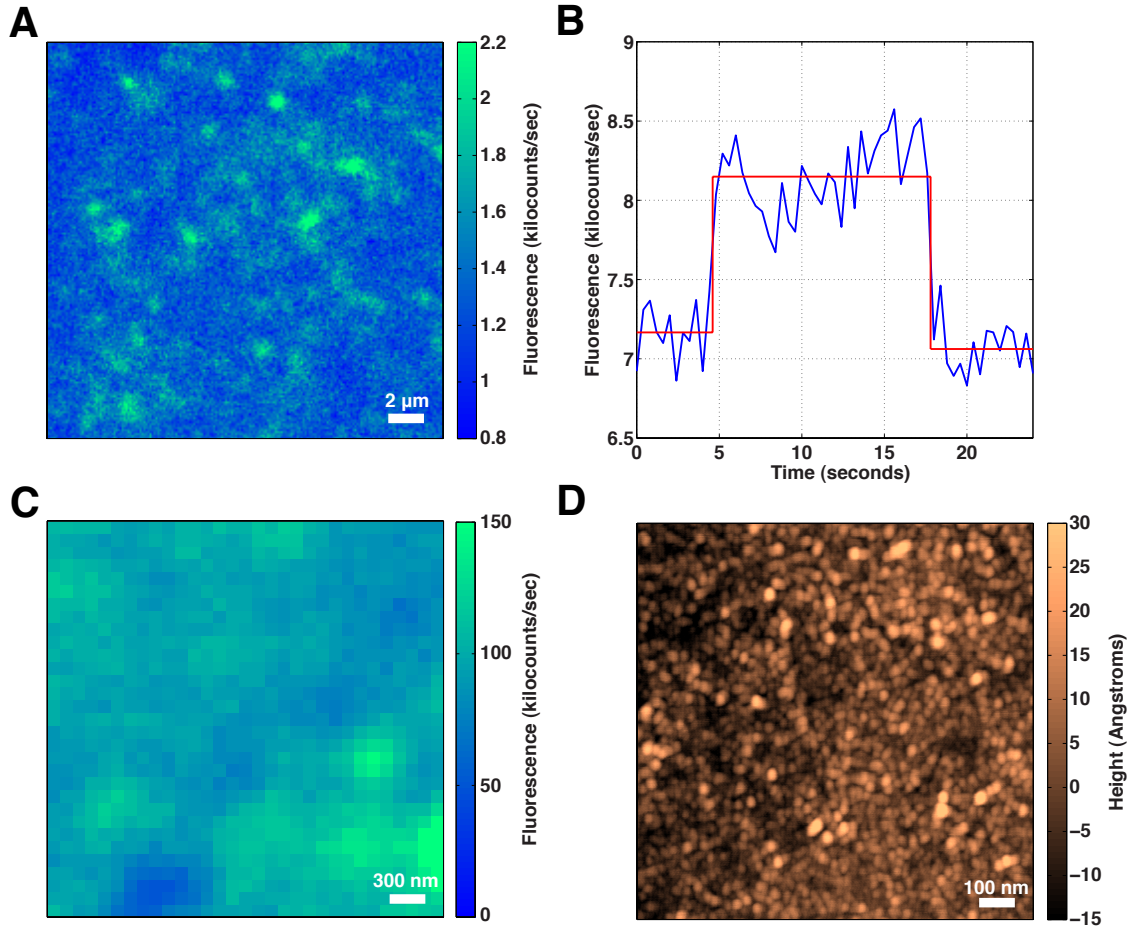 A
2.2
2
1.8
1.6
1.4
1.2
1
0.8
Fluorescence (kilocounts/sec)
2 µm
B
9
8.5
8
7.5
7
6.5
0 5 10 15 20
Fluorescence (kilocounts/sec)
Time (seconds)
C
150
100
50
0
Fluorescence (kilocounts/sec)
300 nm
D
30
25
20
15
10
5
0
−5
−10
−15
Height (Angstroms)
100 nm